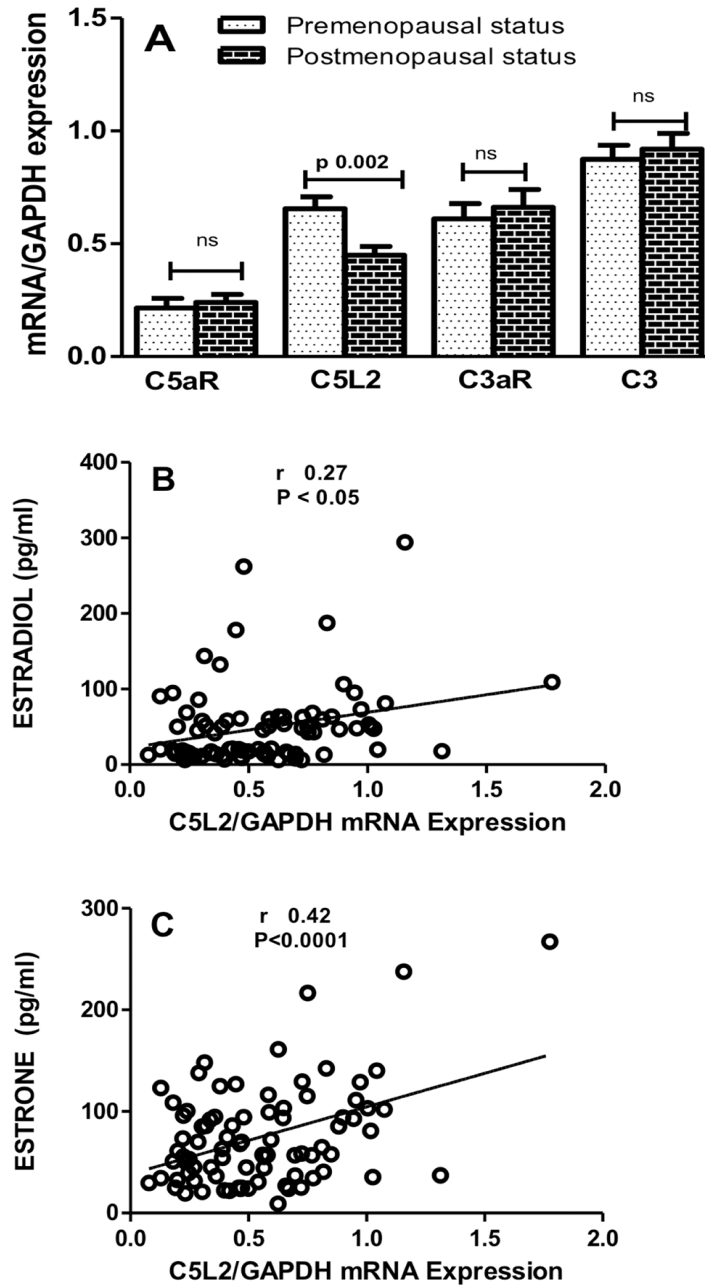 A
Premenopausal status
Postmenopausal status
mRNA/GAPDH expression
1.5
1.0
0.5
0.0
ns
p 0.002
ns
ns
C5aR
C5L2
C3aR
C3
B
r 0.27
P < 0.05
ESTRADIOL (pg/ml)
400
300
200
100
0
0.0 0.5 1.0 1.5 2.0
C5L2/GAPDH mRNA Expression
C
r 0.42
P<0.0001
ESTRONE (pg/ml)
300
200
100
0
0.0 0.5 1.0 1.5 2.0
C5L2/GAPDH mRNA Expression